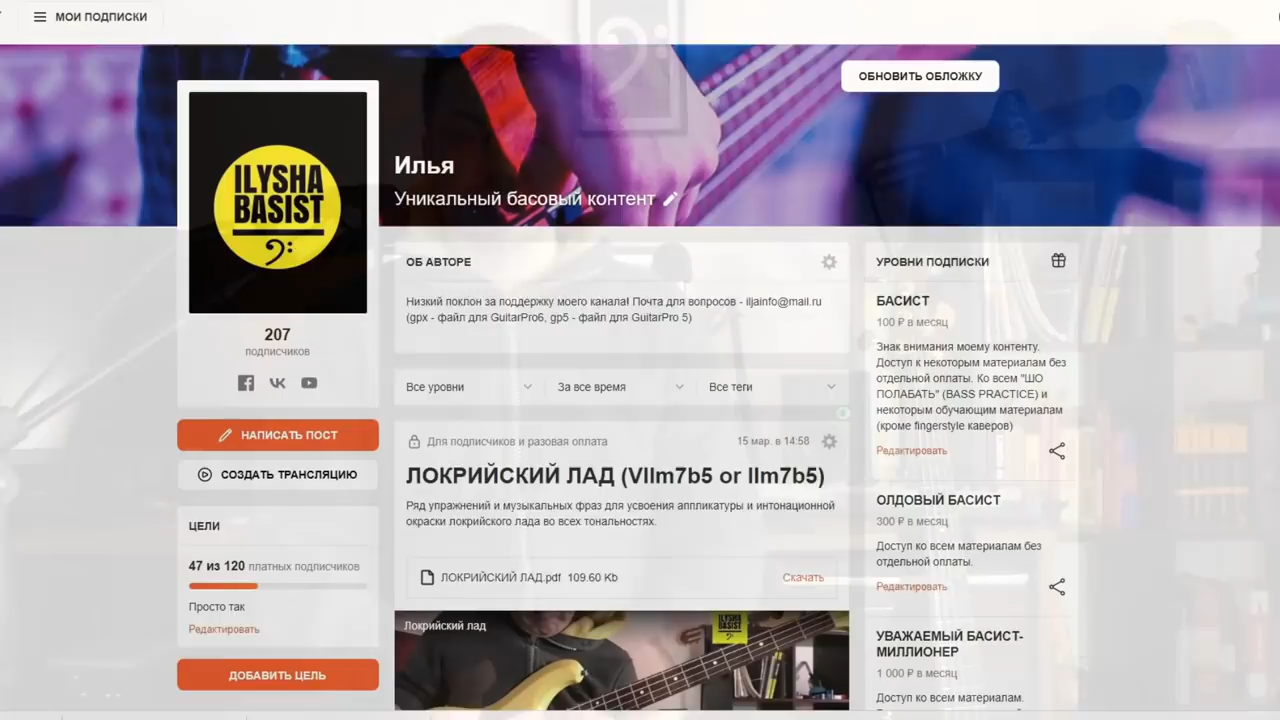 МОИ ПОДПИСКИ
ОБНОВИТЬ ОБЛОЖКУ
ILYSHA
BASIST
Илья
Уникальный басовый контент
207
подписчиков
НАПИСАТЬ ПОСТ
СОЗДАТЬ ТРАНСЛЯЦИЮ
ЦЕЛИ
47 из 120 платных подписчиков
Просто так
Редактировать
ДОБАВИТЬ ЦЕЛЬ
ОБ АВТОРЕ
Низкий поклон за поддержку моего канала! Почта для вопросов - iljainfo@mail.ru
(gpx - файл для GuitarPro6, gp5 - файл для GuitarPro 5)
Все уровни
За все время
Все теги
Для подписчиков и разовая оплата
15 мар. в 14:58
ЛОКРИЙСКИЙ ЛАД (VIIm7b5 or IIm7b5)
Ряд упражнений и музыкальных фраз для усвоения аппликатуры и интонационной
окраски локрийского лада во всех тональностях.
ЛОКРИЙСКИЙ ЛАД.pdf 109.60 Kb
Скачать
Локрийский лад
ILYSHA
BASIST
УРОВНИ ПОДПИСКИ
БАСИСТ
100 ₽ в месяц
Знак внимания моему контенту.
Доступ к некоторым материалам без
отдельной оплаты. Ко всем "ШО
ПОЛАБАТЬ" (BASS PRACTICE) и
некоторым обучающим материалам
(кроме fingerstyle каверов)
Редактировать
ОЛДОВЫЙ БАСИСТ
300 ₽ в месяц
Доступ ко всем материалам без
отдельной оплаты.
Редактировать
УВАЖАЕМЫЙ БАСИСТ-
МИЛЛИОНЕР
1 000 ₽ в месяц
Доступ ко всем материалам.